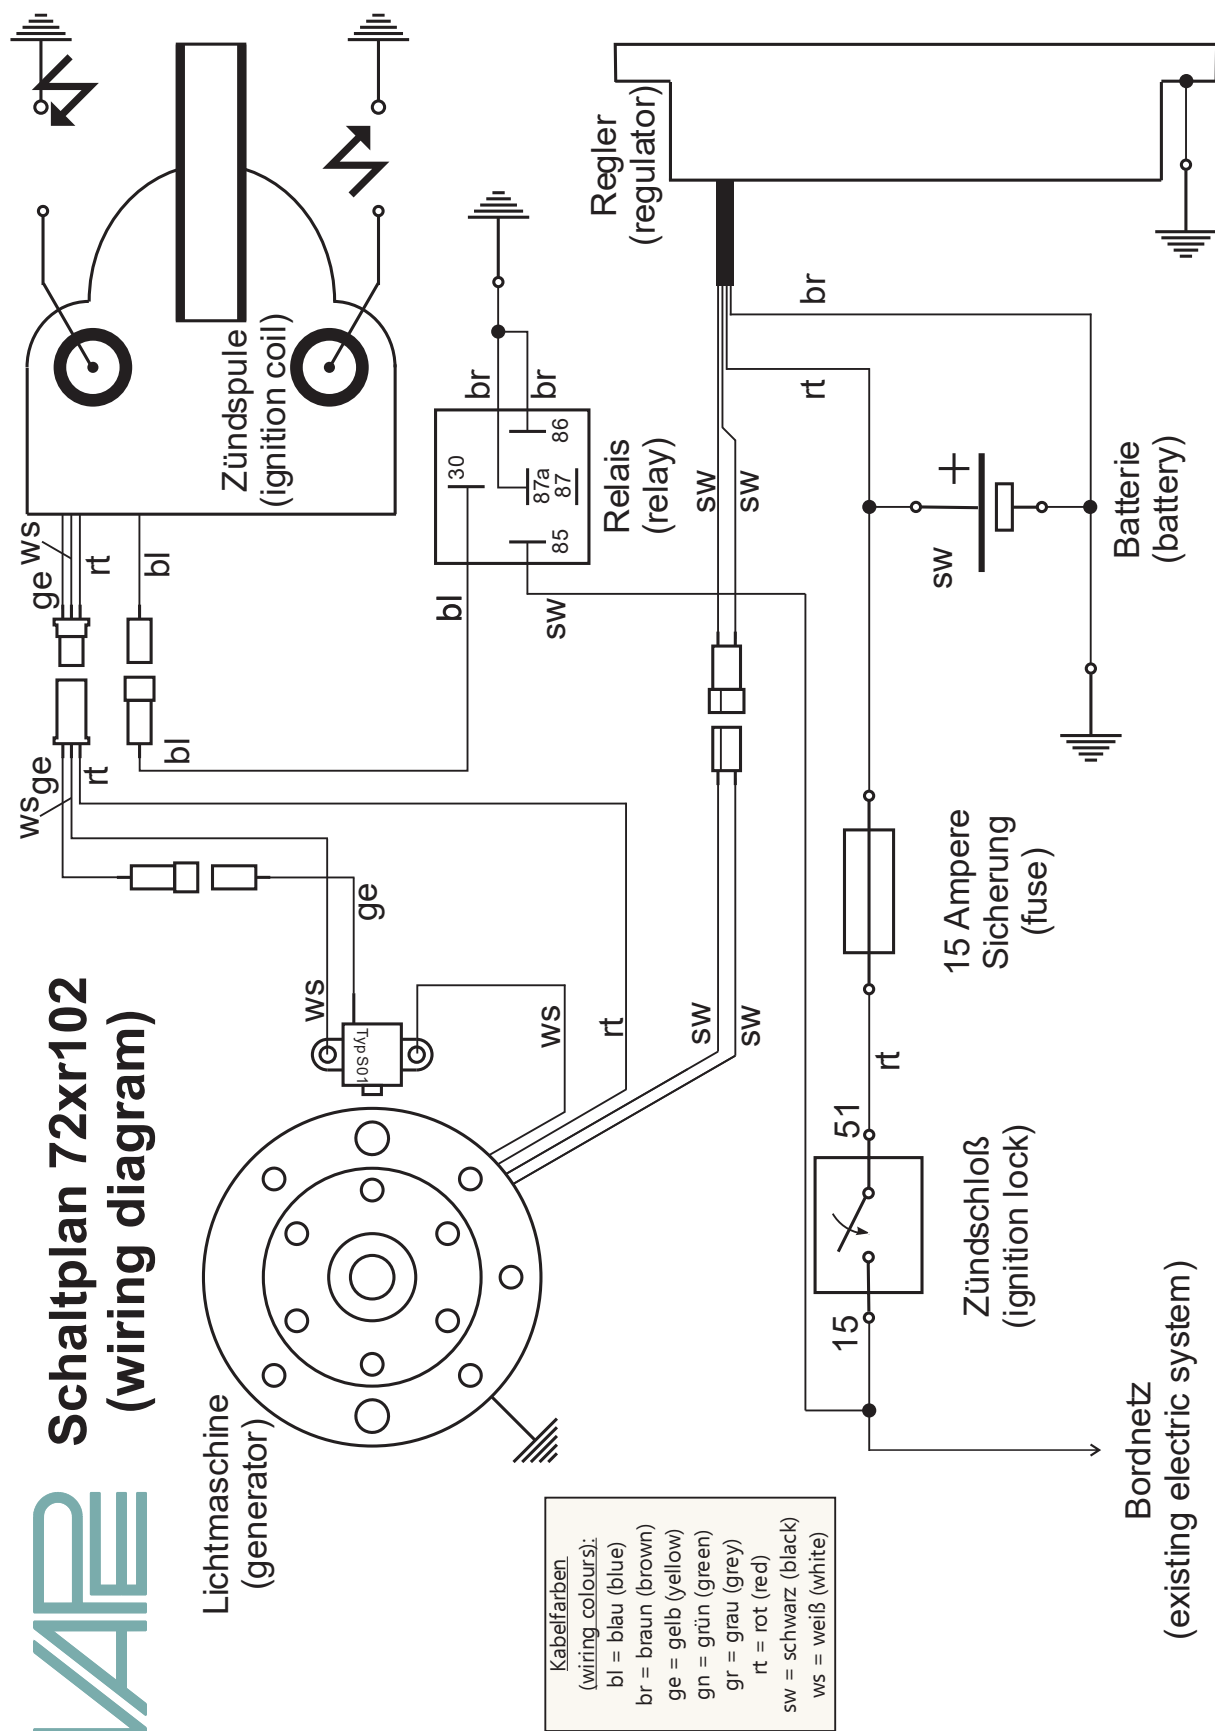 VAPE
Schaltplan 72xr102
(wiring diagram)
Lichtmaschine
(generator)
Kabelfarben
(wiring colours):
bl = blau (blue)
br = braun (brown)
ge = gelb (yellow)
gn = grün (green)
gr = grau (grey)
rt = rot (red)
sw = schwarz (black)
ws = weiß (white)
Typ S01
ws
ge
ws
rt
sw
sw
ws
ge
rt
bl
ge
ws
rt
bl
Zündspule
(ignition coil)
bl
sw
br
br
30
85
87a
87
86
Relais
(relay)
sw
sw
Regler
(regulator)
rt
br
sw
+
Batterie
(battery)
15 Ampere
Sicherung
(fuse)
rt
51
15
Zündschloß
(ignition lock)
Bordnetz
(existing electric system)